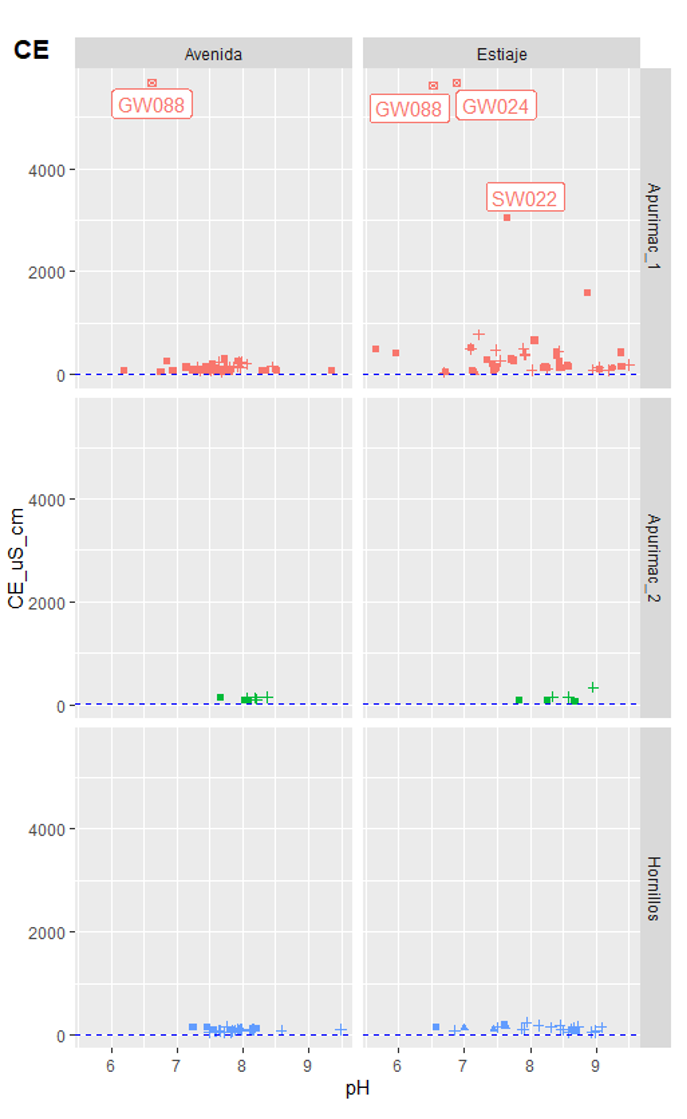 CE
Avenida
Estiaje
GW088
GW088
GW024
SW022
4000
2000
0
Apurimac_1
CE_uS_cm
4000
2000
0
Apurimac_2
4000
2000
0
Hornillos
6 7 8 9
6 7 8 9
pH